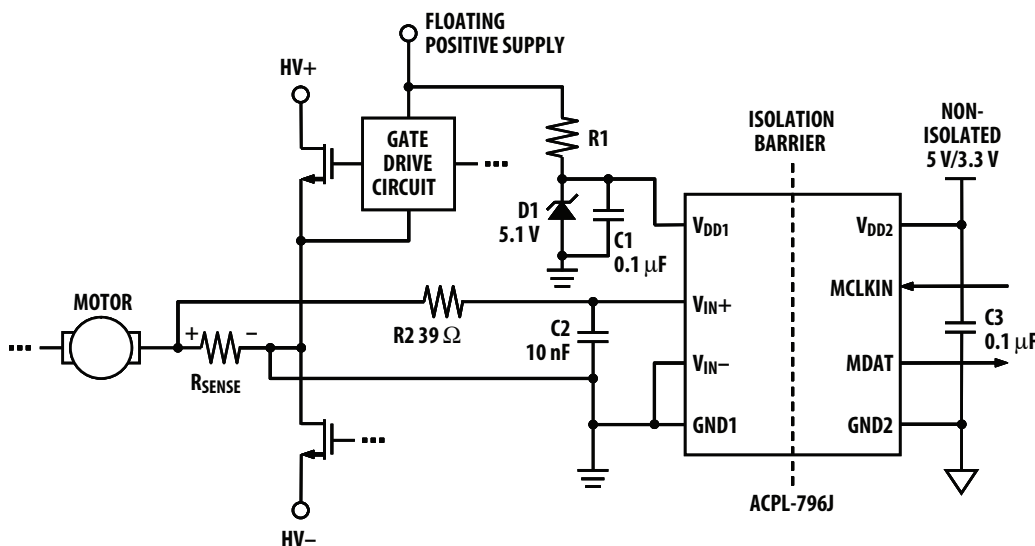 FLOATING
POSITIVE SUPPLY
HV+
GATE
DRIVE
CIRCUIT
R1
ISOLATION
BARRIER
NON-
ISOLATED
5 V/3.3 V
D1
5.1 V
C1
0.1 μF
VDD1
VDD2
MCLKIN
MOTOR
+
–
RSENSE
R2 39 Ω
C2
10 nF
VIN+
VIN–
GND1
C3
0.1 μF
MDAT
GND2
HV–
ACPL-796J